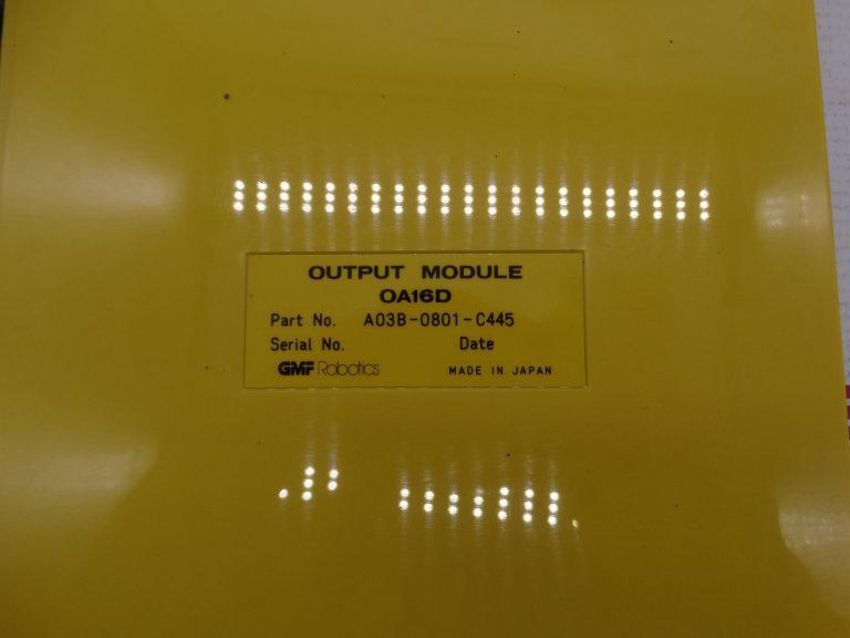 OUTPUT MODULE
OA16D
Part No. A03B-0801-C445
Serial No. Date
GMF Robotics MADE IN JAPAN